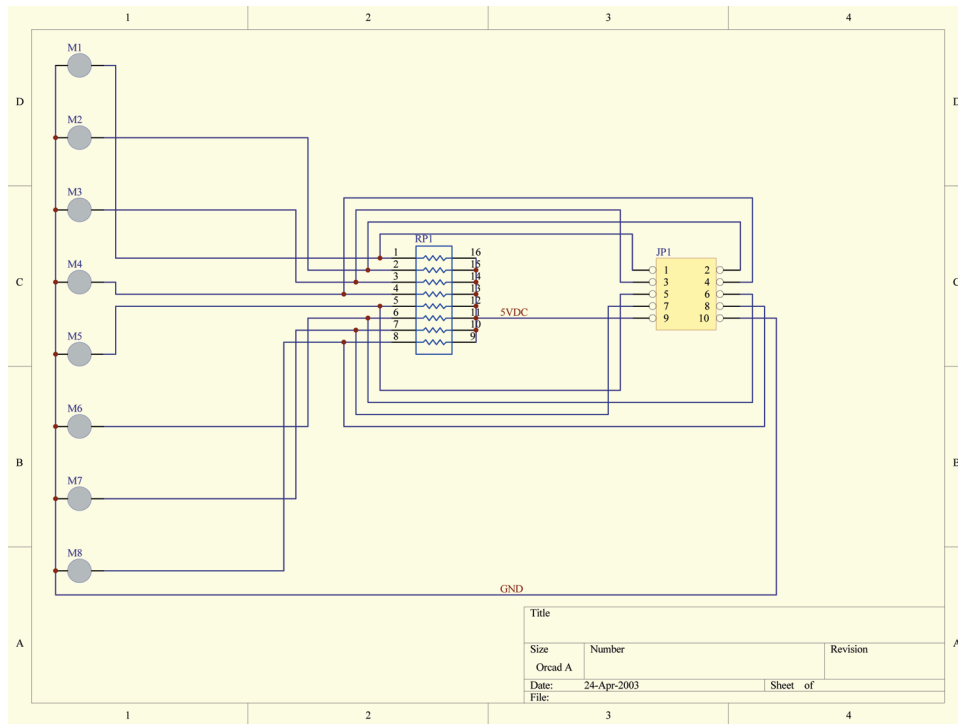 1 2 3 4
M1
D D
M2
M3
RP1
1 16
2 15
3 14
4 13
5 12
6 11
7 10
8 9
JP1
1 2
3 4
5 6
7 8
9 10
5VDC
C C
M4
M5
M6
B
M7
M8
GND
A A
Title
Size Number Revision
Orcad A
Date: 24-Apr-2003 Sheet of
File:
1 2 3 4